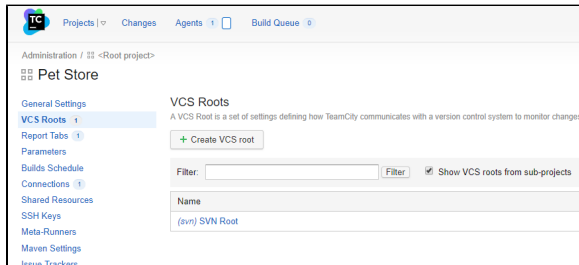 TC
Projects | Changes Agents 1 Build Queue 0
Administration / <Root project>
Pet Store
General Settings
VCS Roots 1
Report Tabs 1
Parameters
Builds Schedule
Connections 1
Shared Resources
SSH Keys
Meta-Runners
Maven Settings
Issue Trackers
VCS Roots
A VCS Root is a set of settings defining how TeamCity communicates with a version control system to monitor changes
+ Create VCS root
Filter: Filter Show VCS roots from sub-projects
Name
(svn) SVN Root